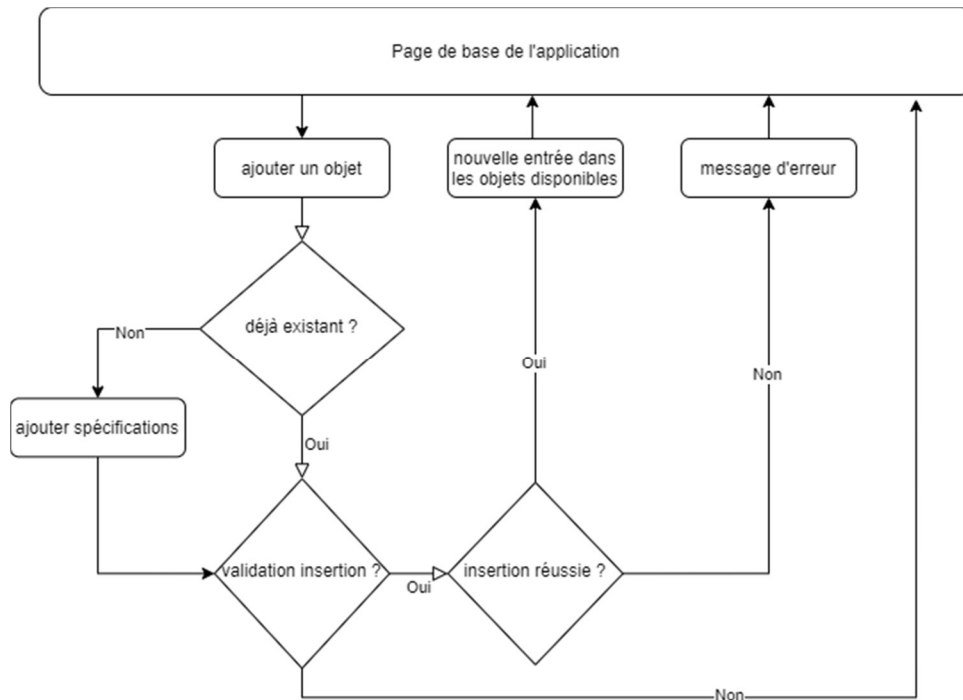 Page de base de l'application
ajouter un objet
nouvelle entrée dans
les objets disponibles
message d'erreur
déjà existant ?
Non
Oui
Non
ajouter spécifications
Oui
validation insertion ?
Oui
insertion réussie ?
Non